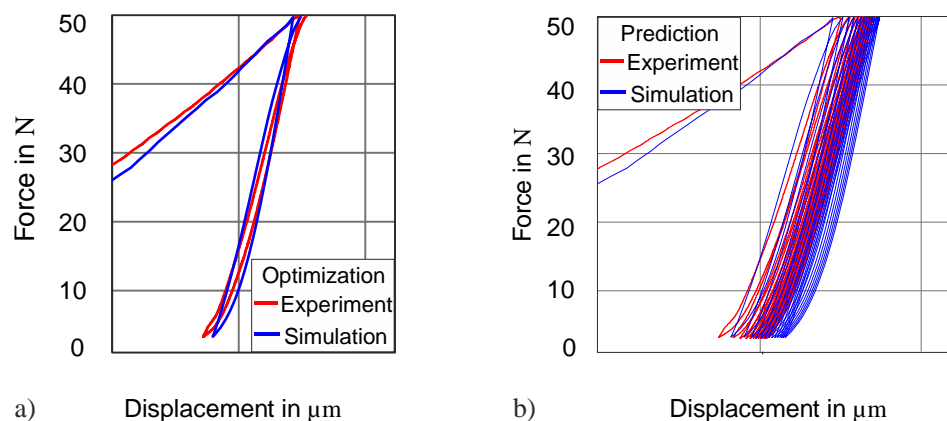 50
40
30
20
10
0
Force in N
Optimization
Experiment
Simulation
a)
Displacement in µm
50
40
30
20
10
0
Force in N
Prediction
Experiment
Simulation
b)
Displacement in µm